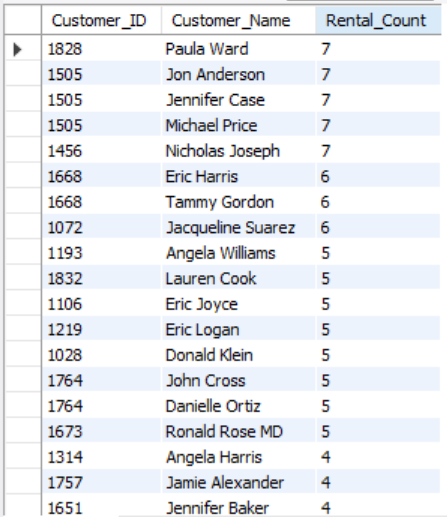 Customer_ID Customer_Name Rental_Count
1828 Paula Ward 7
1505 Jon Anderson 7
1505 Jennifer Case 7
1505 Michael Price 7
1456 Nicholas Joseph 7
1668 Eric Harris 6
1668 Tammy Gordon 6
1072 Jacqueline Suarez 6
1193 Angela Williams 5
1832 Lauren Cook 5
1106 Eric Joyce 5
1219 Eric Logan 5
1028 Donald Klein 5
1764 John Cross 5
1764 Danielle Ortiz 5
1673 Ronald Rose MD 5
1314 Angela Harris 4
1757 Jamie Alexander 4
1651 Jennifer Baker 4